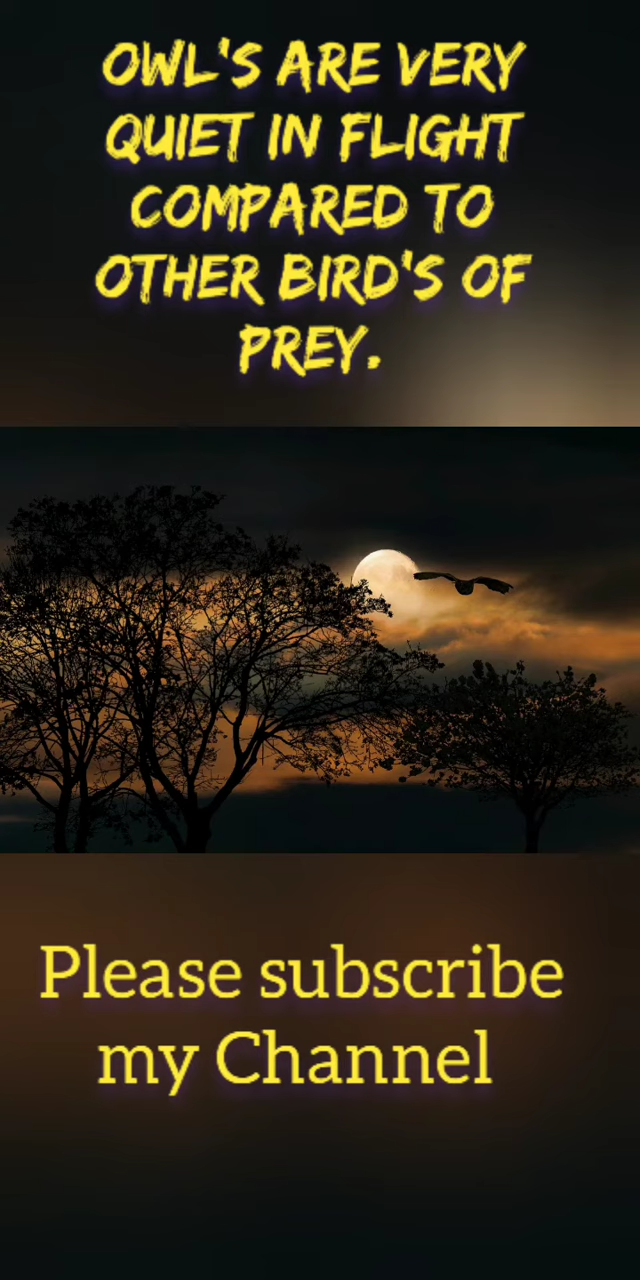 OWL'S ARE VERY
QUIET IN FLIGHT
COMPARED TO
OTHER BIRD'S OF
PREY.
Please subscribe
my Channel